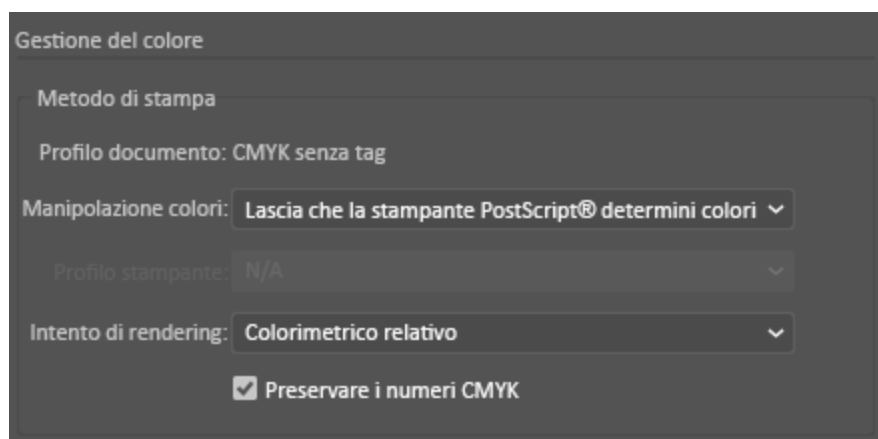 Gestione del colore
Metodo di stampa
Profilo documento: CMYK senza tag
Manipolazione colori: Lascia che la stampante PostScript® determini colori
Profilo stampante: N/A
Intento di rendering: Colorimetrico relativo
Preservare i numeri CMYK